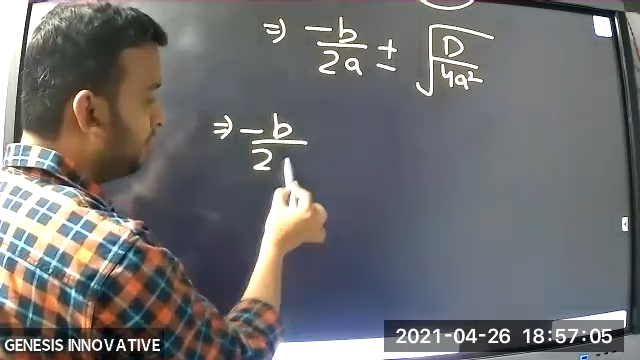 ⇒ -b/2a ± √(D/4a²)
⇒ -b/2
GENESIS INNOVATIVE
2021-04-26 18:57:05